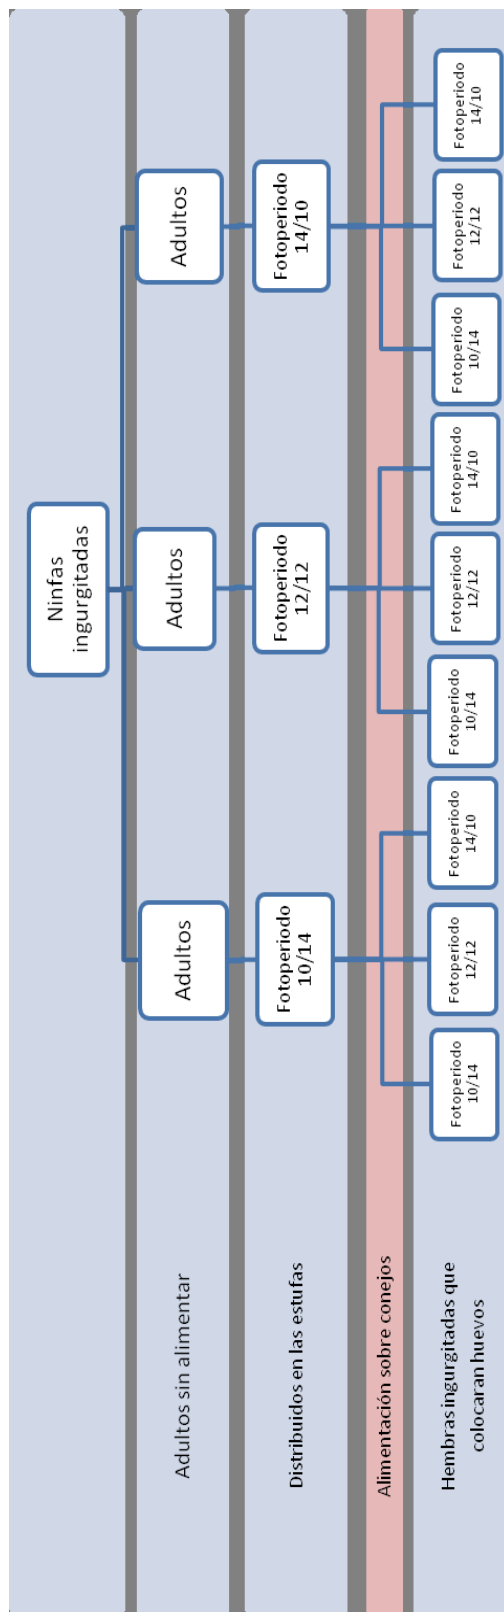 Ninfas
ingurgitadas
Adultos sin alimentar
Adultos
Adultos
Adultos
Distribuidos en las estufas
Fotoperiodo
10/14
Fotoperiodo
12/12
Fotoperiodo
14/10
Alimentación sobre conejos
Hembras ingurgitadas que
colocaran huevos
Fotoperiodo
10/14
Fotoperiodo
12/12
Fotoperiodo
14/10
Fotoperiodo
10/14
Fotoperiodo
12/12
Fotoperiodo
14/10
Fotoperiodo
10/14
Fotoperiodo
12/12
Fotoperiodo
14/10